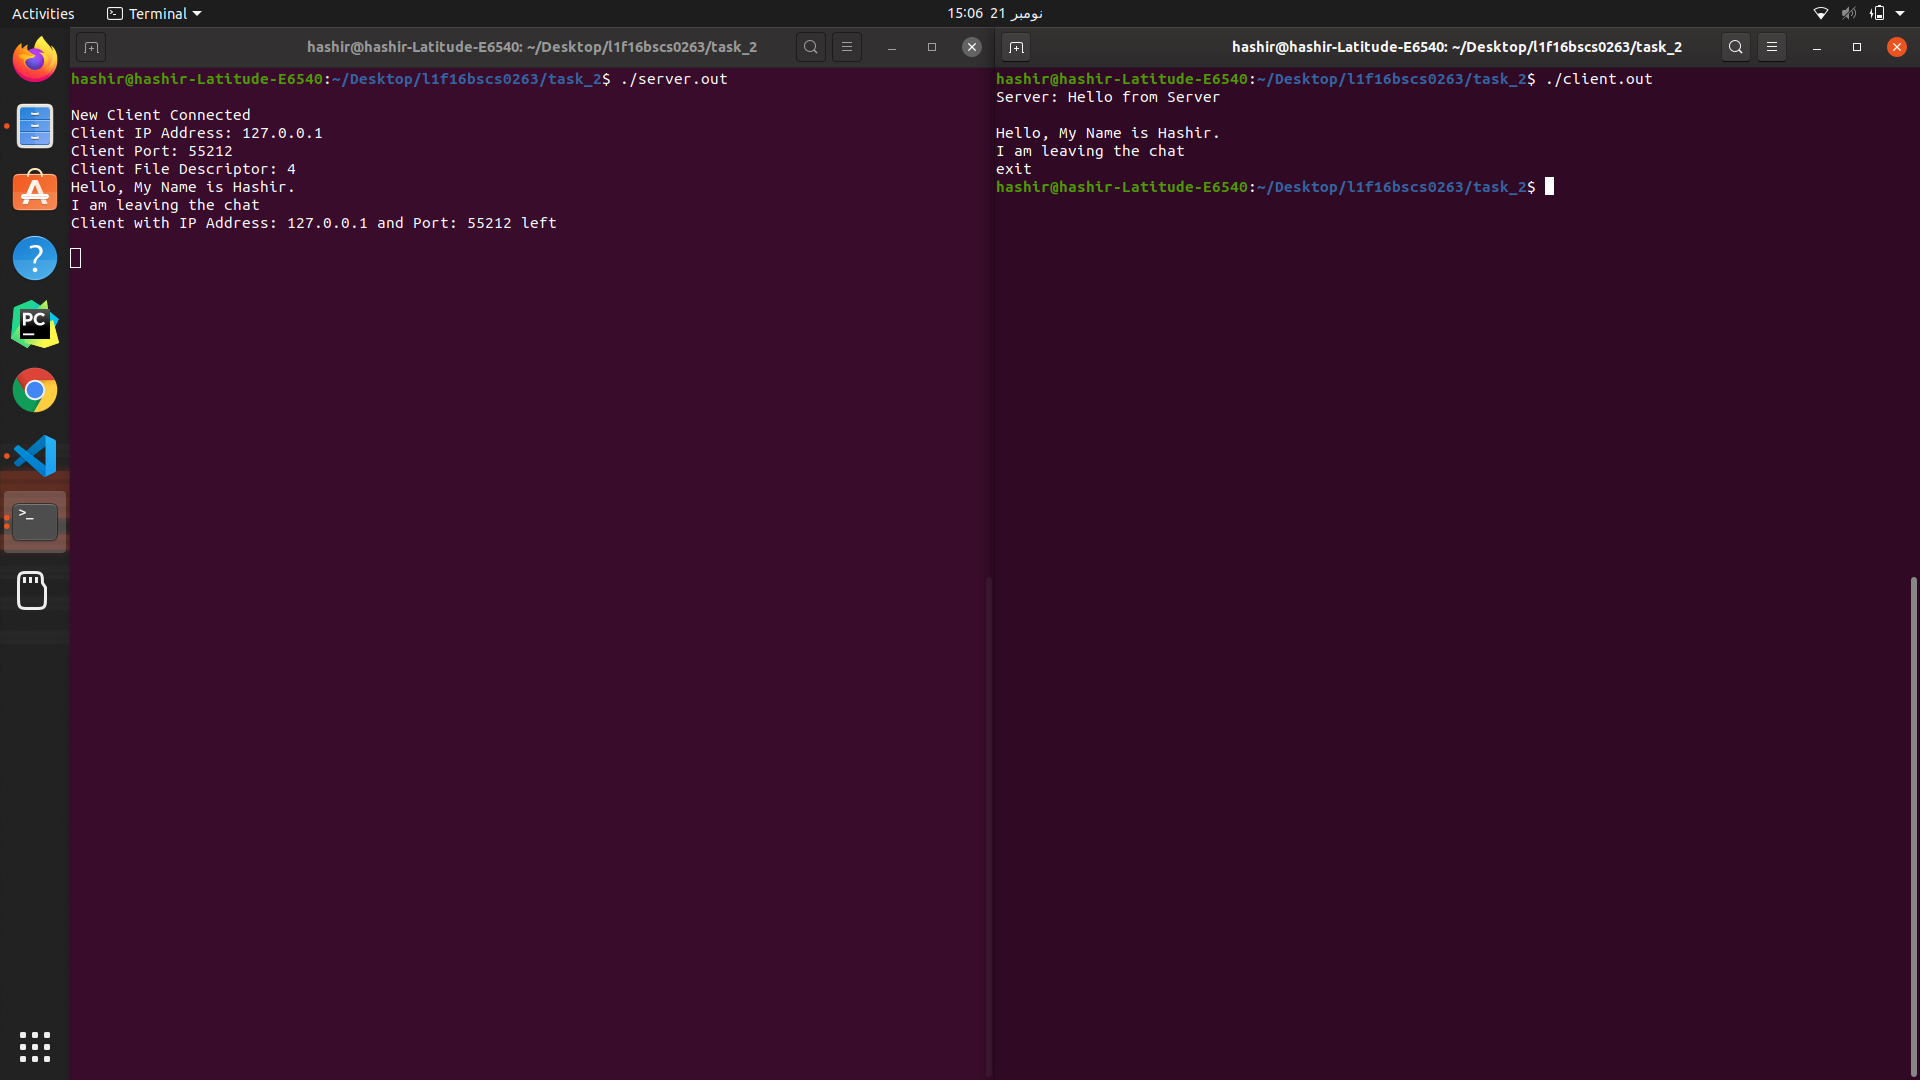 Activities
Terminal
15:06 21 نومبر
hashir@hashir-Latitude-E6540: ~/Desktop/l1f16bscs0263/task_2
hashir@hashir-Latitude-E6540:~/Desktop/l1f16bscs0263/task_2$ ./server.out
New Client Connected
Client IP Address: 127.0.0.1
Client Port: 55212
Client File Descriptor: 4
Hello, My Name is Hashir.
I am leaving the chat
Client with IP Address: 127.0.0.1 and Port: 55212 left
hashir@hashir-Latitude-E6540: ~/Desktop/l1f16bscs0263/task_2
hashir@hashir-Latitude-E6540:~/Desktop/l1f16bscs0263/task_2$ ./client.out
Server: Hello from Server
Hello, My Name is Hashir.
I am leaving the chat
exit
hashir@hashir-Latitude-E6540:~/Desktop/l1f16bscs0263/task_2$
PC